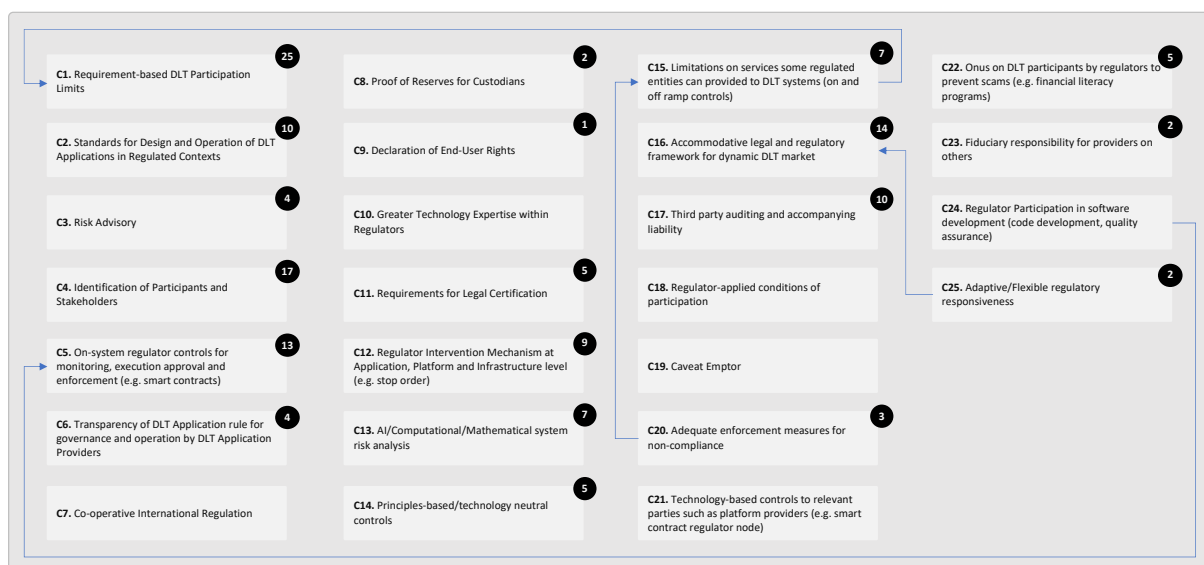 25
C1. Requirement-based DLT Participation
Limits
10
C2. Standards for Design and Operation of DLT
Applications in Regulated Contexts
4
C3. Risk Advisory
17
C4. Identification of Participants and
Stakeholders
13
C5. On-system regulator controls for
monitoring, execution approval and
enforcement (e.g. smart contracts)
4
C6. Transparency of DLT Application rule for
governance and operation by DLT Application
Providers
C7. Co-operative International Regulation
2
C8. Proof of Reserves for Custodians
1
C9. Declaration of End-User Rights
C10. Greater Technology Expertise within
Regulators
5
C11. Requirements for Legal Certification
9
C12. Regulator Intervention Mechanism at
Application, Platform and Infrastructure level
(e.g. stop order)
7
C13. AI/Computational/Mathematical system
risk analysis
5
C14. Principles-based/technology neutral
controls
7
C15. Limitations on services some regulated
entities can provided to DLT systems (on and
off ramp controls)
14
C16. Accommodative legal and regulatory
framework for dynamic DLT market
10
C17. Third party auditing and accompanying
liability
C18. Regulator-applied conditions of
participation
C19. Caveat Emptor
3
C20. Adequate enforcement measures for
non-compliance
C21. Technology-based controls to relevant
parties such as platform providers (e.g. smart
contract regulator node)
5
C22. Onus on DLT participants by regulators to
prevent scams (e.g. financial literacy
programs)
2
C23. Fiduciary responsibility for providers on
others
C24. Regulator Participation in software
development (code development, quality
assurance)
2
C25. Adaptive/Flexible regulatory
responsiveness